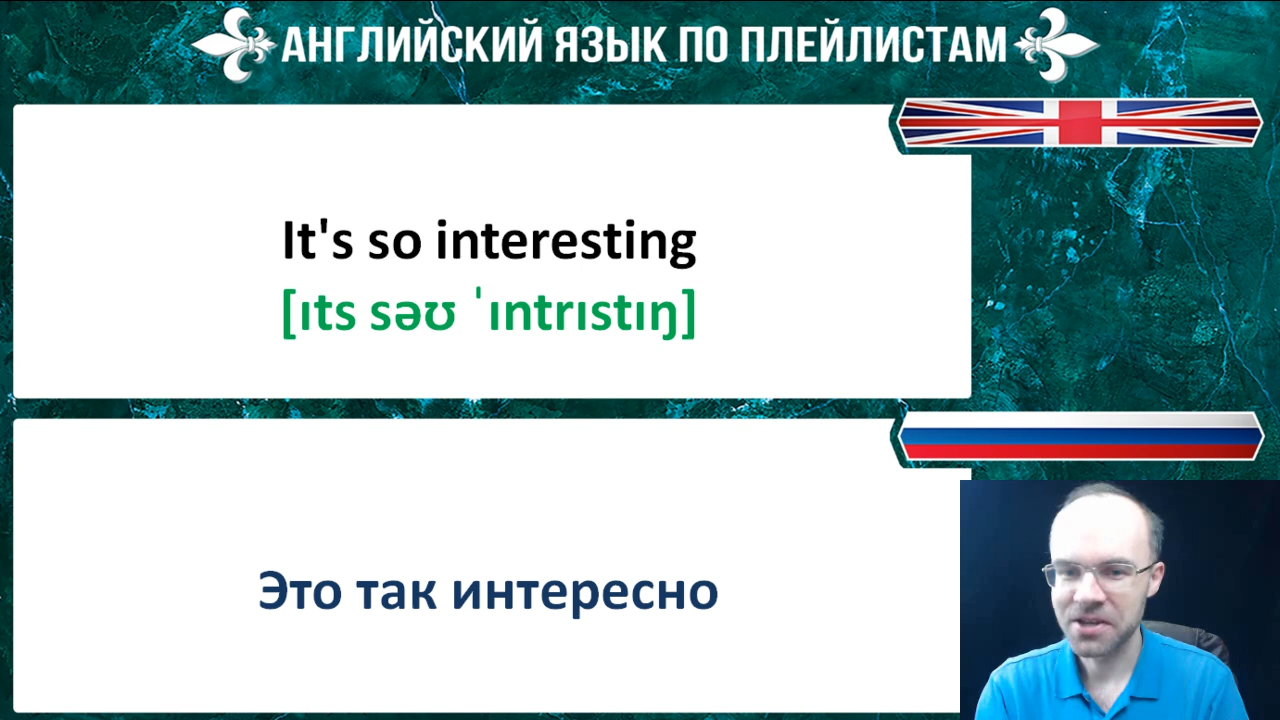 АНГЛИЙСКИЙ ЯЗЫК ПО ПЛЕЙЛИСТАМ
It's so interesting
[ɪts səʊ ˈɪntrɪstɪŋ]
Это так интересно